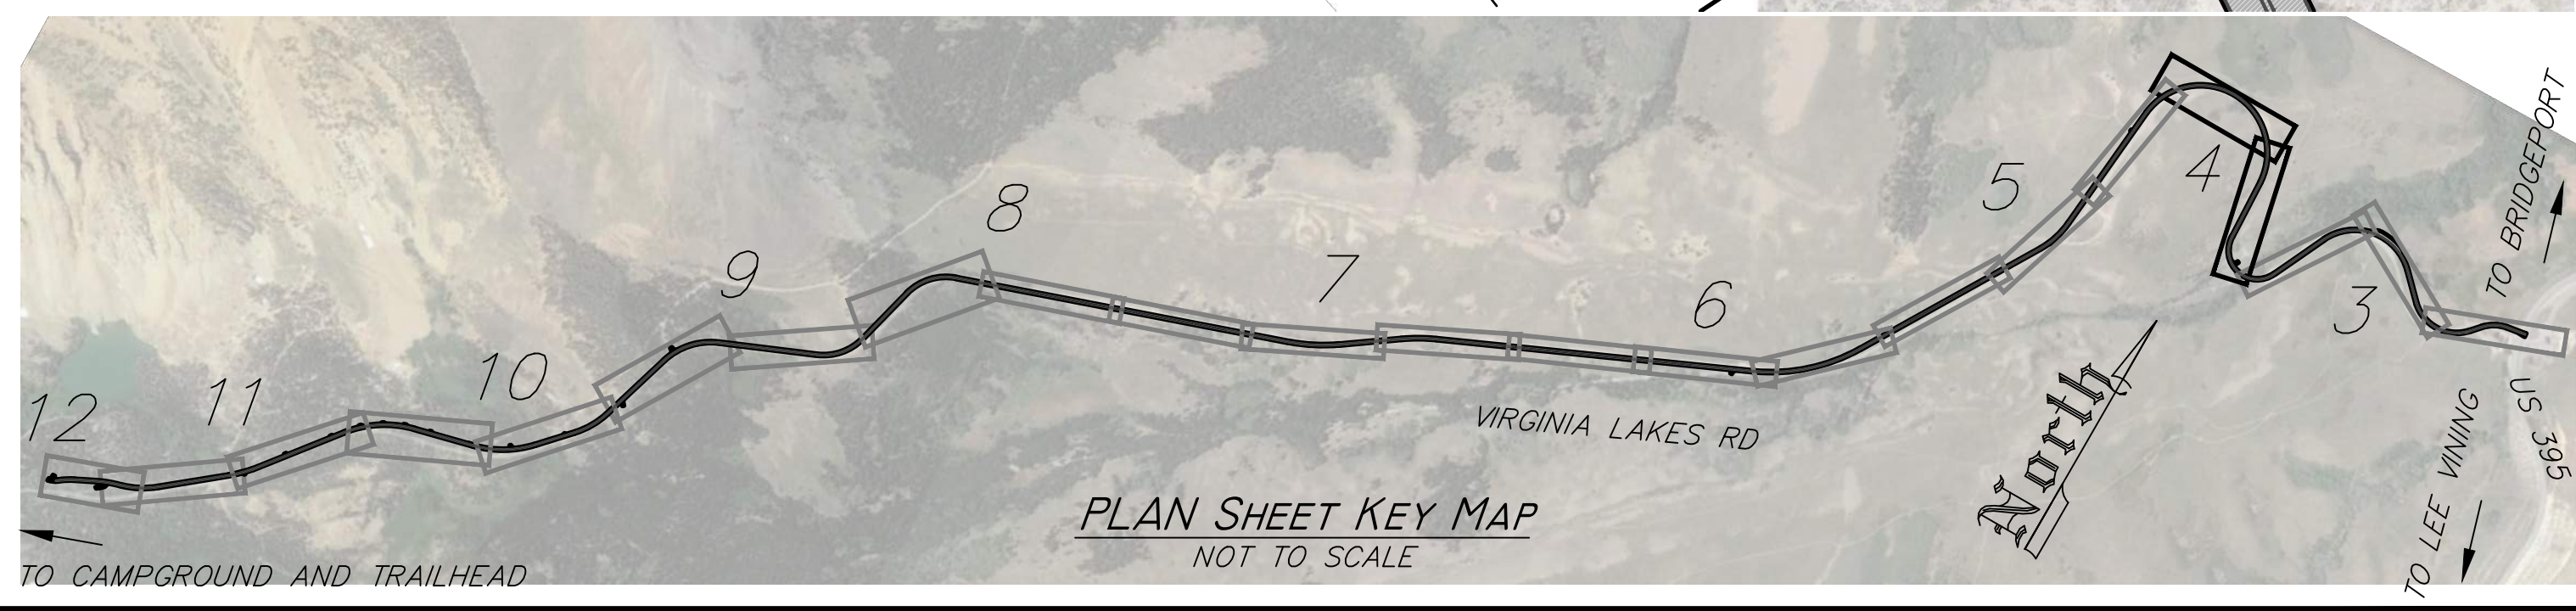 TO BRIDGEPORT
5
4
8
9
7
6
3
10
11
12
North
VIRGINIA LAKES RD
US 395
TO LEE VINING
PLAN SHEET KEY MAP
NOT TO SCALE
TO CAMPGROUND AND TRAILHEAD